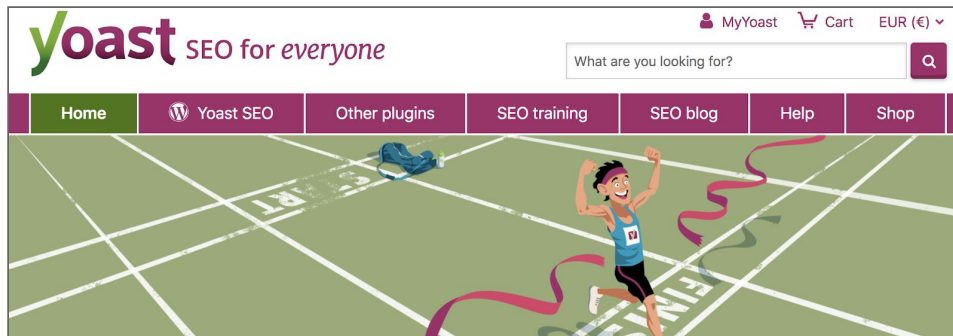 yoast SEO for everyone
MyYoast Cart EUR (€)
What are you looking for?
Home Yoast SEO Other plugins SEO training SEO blog Help Shop
START